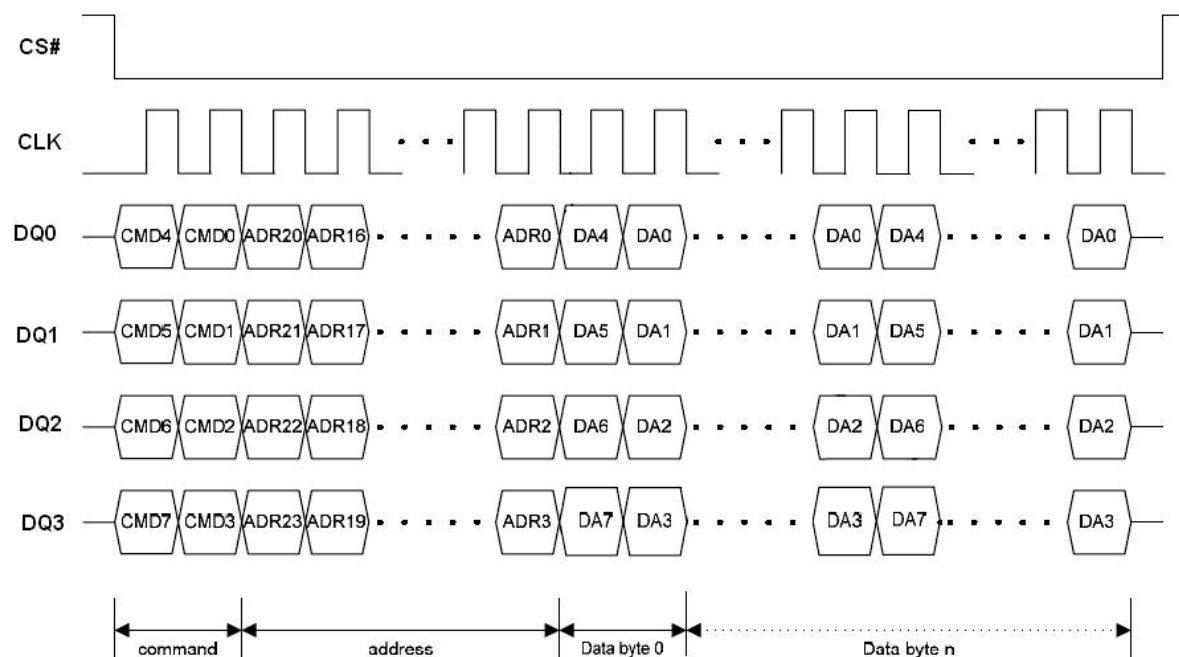 CS#
CLK
DQ0 CMD4 CMD0 ADR20 ADR16 ADR0 DA4 DA0 DA0 DA4 DA0
DQ1 CMD5 CMD1 ADR21 ADR17 ADR1 DA5 DA1 DA1 DA5 DA1
DQ2 CMD6 CMD2 ADR22 ADR18 ADR2 DA6 DA2 DA2 DA6 DA2
DQ3 CMD7 CMD3 ADR23 ADR19 ADR3 DA7 DA3 DA3 DA7 DA3
command address Data byte 0 Data byte n